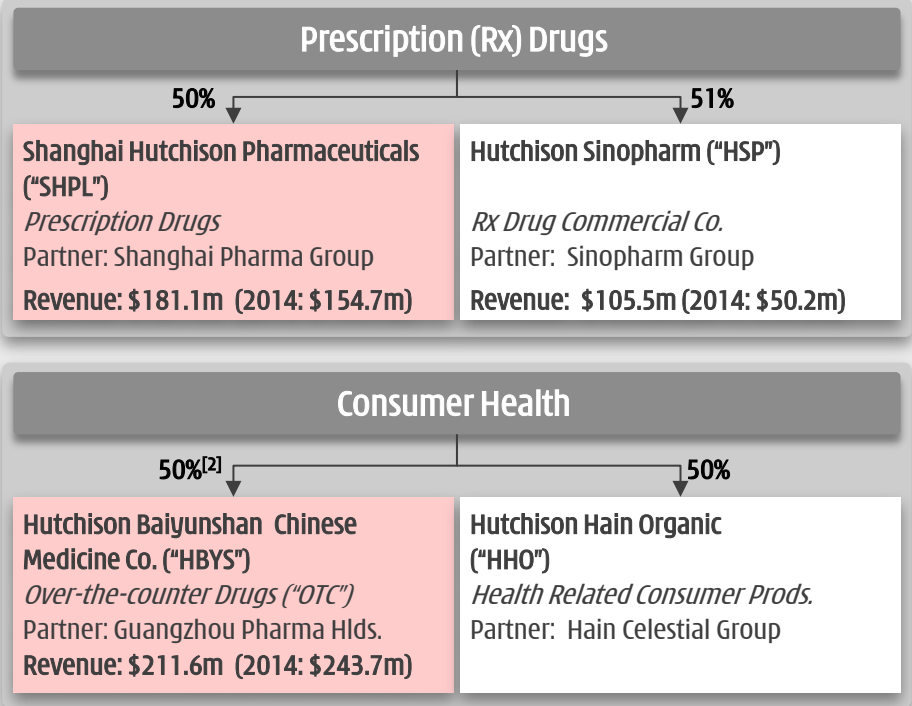 Prescription (Rx) Drugs
50%
51%
Shanghai Hutchison Pharmaceuticals
(“SHPL”)
Prescription Drugs
Partner: Shanghai Pharma Group
Revenue: $181.1m (2014: $154.7m)
Hutchison Sinopharm (“HSP”)
Rx Drug Commercial Co.
Partner: Sinopharm Group
Revenue: $105.5m (2014: $50.2m)
Consumer Health
50%[2]
50%
Hutchison Baiyunshan Chinese
Medicine Co. (“HBYS”)
Over-the-counter Drugs (“OTC”)
Partner: Guangzhou Pharma Hlds.
Revenue: $211.6m (2014: $243.7m)
Hutchison Hain Organic
(“HHO”)
Health Related Consumer Prods.
Partner: Hain Celestial Group